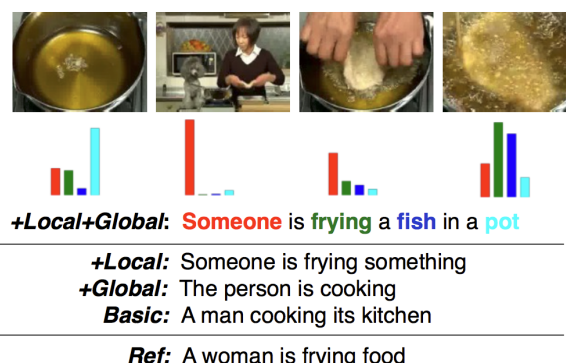 +Local+Global: Someone is frying a fish in a pot
+Local: Someone is frying something
+Global: The person is cooking
Basic: A man cooking its kitchen
Ref: A woman is frying food